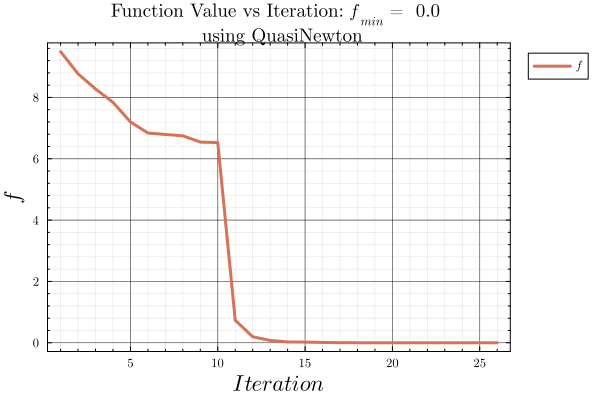 Function Value vs Iteration: f_min = 0.0
using QuasiNewton
f
8
6
4
2
0
f
5
10
15
20
25
Iteration